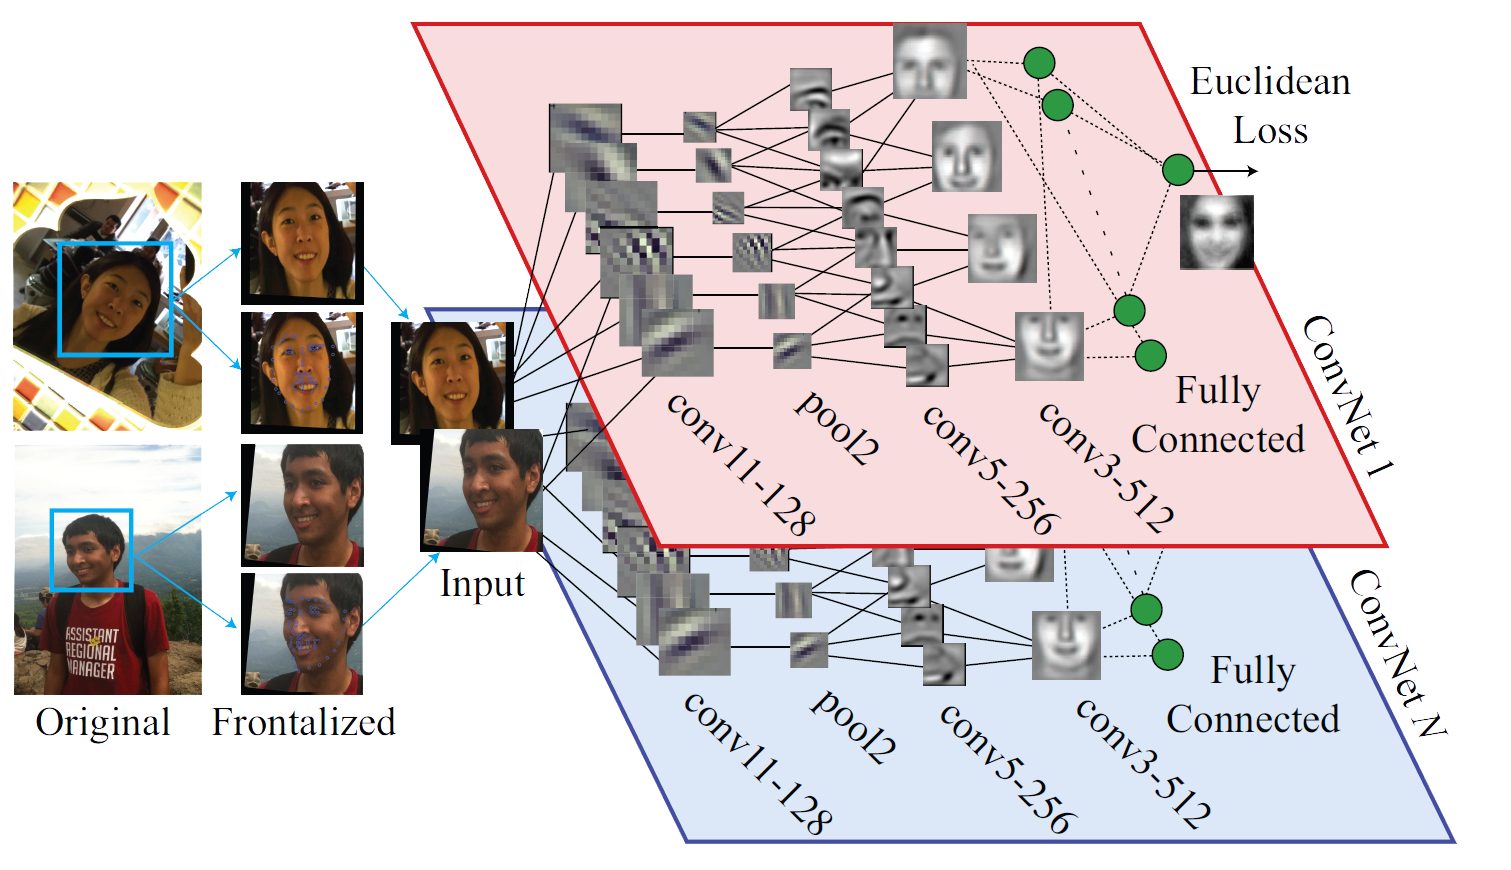 Euclidean
Loss
ASSISTANT
REGIONAL
MANAGER
Original
Frontalized
Input
conv11-128
pool2
conv5-256
conv3-512
Fully
Connected
ConvNet 1
conv11-128
pool2
conv5-256
conv3-512
Fully
Connected
ConvNet N